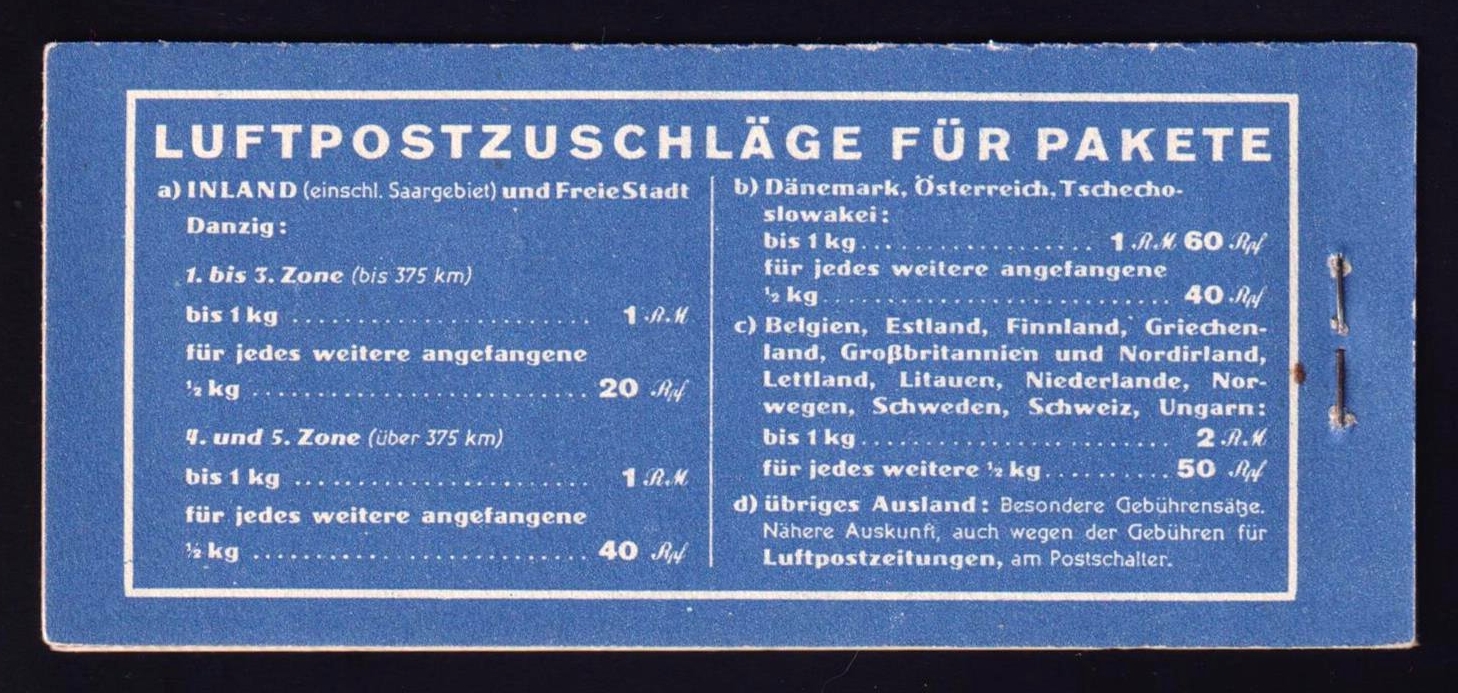 LUFTPOSTZUSCHLÄGE FÜR PAKETE
a) INLAND (einschl. Saargebiet) und Freie Stadt
Danzig:
1. bis 3. Zone (bis 375 km)
bis 1 kg .......................... 1 RM
für jedes weitere angefangene
½ kg .............................. 20 Rpf
4. und 5. Zone (über 375 km)
bis 1 kg .......................... 1 RM
für jedes weitere angefangene
½ kg .............................. 40 Rpf
b) Dänemark, Österreich, Tschecho-
slowakei:
bis 1 kg .................... 1 RM 60 Rpf
für jedes weitere angefangene
½ kg .............................. 40 Rpf
c) Belgien, Estland, Finnland, Griechen-
land, Großbritannien und Nordirland,
Lettland, Litauen, Niederlande, Nor-
wegen, Schweden, Schweiz, Ungarn:
bis 1 kg ........................... 2 RM
für jedes weitere ½ kg ........... 50 Rpf
d) übriges Ausland: Besondere Gebührensätze.
Nähere Auskunft, auch wegen der Gebühren für
Luftpostzeitungen, am Postschalter.